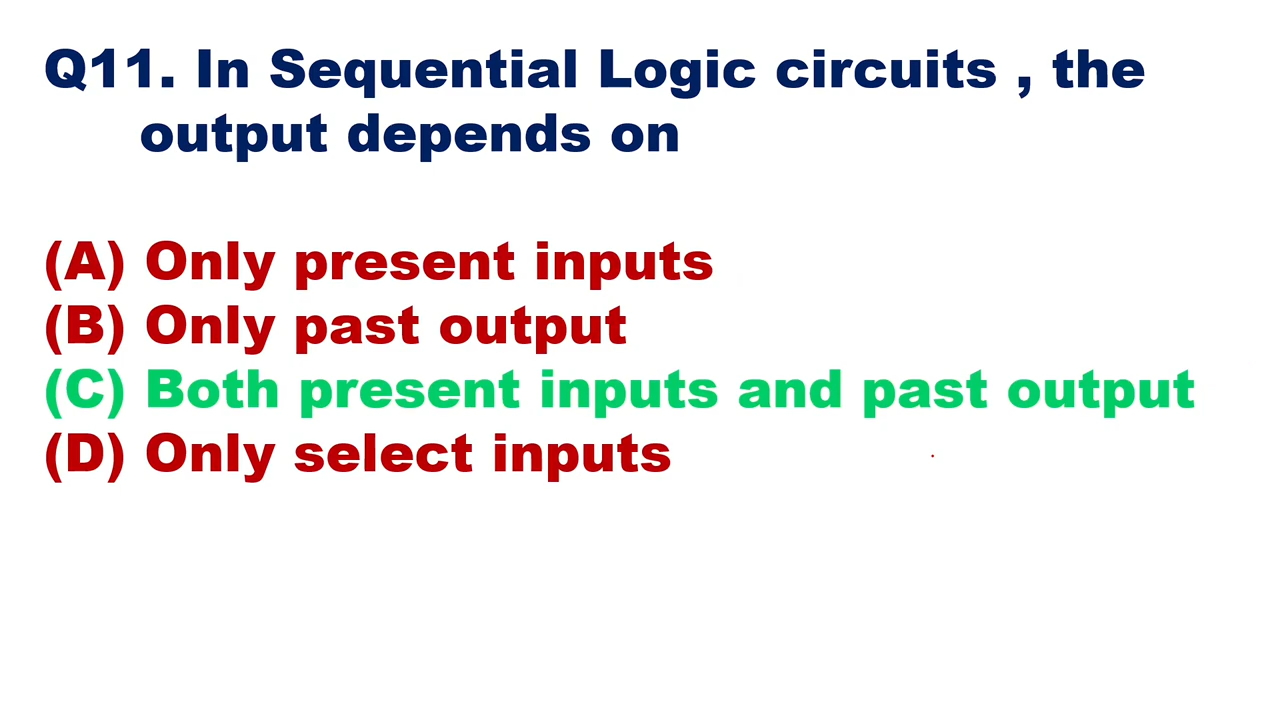 Q11. In Sequential Logic circuits , the
output depends on
(A) Only present inputs
(B) Only past output
(C) Both present inputs and past output
(D) Only select inputs